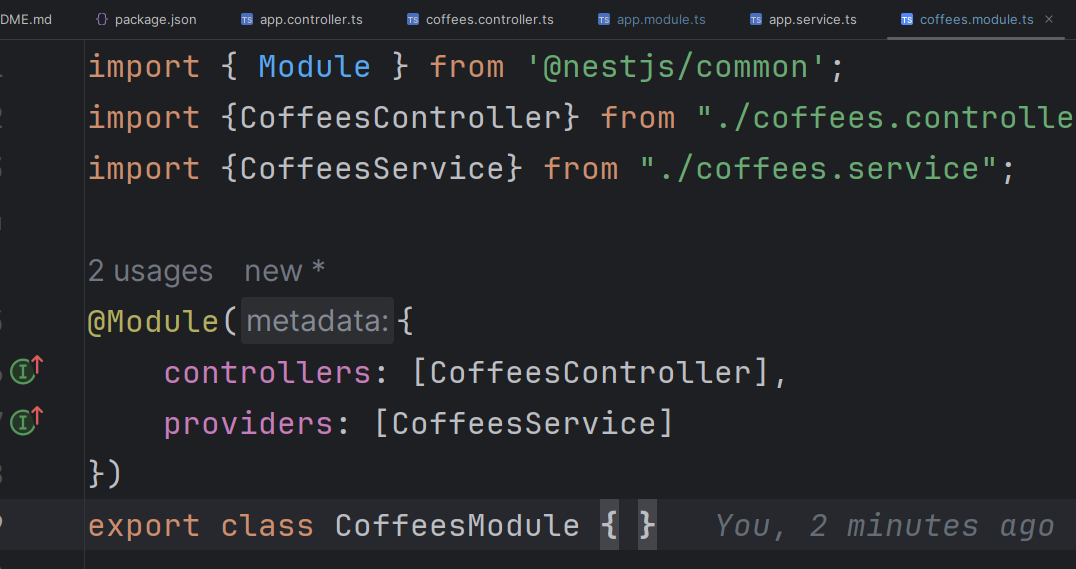 DME.md {} package.json TS app.controller.ts TS coffees.controller.ts TS app.module.ts TS app.service.ts TS coffees.module.ts ×
import { Module } from '@nestjs/common';
import {CoffeesController} from "./coffees.controlle
import {CoffeesService} from "./coffees.service";
2 usages new *
@Module( metadata: {
controllers: [CoffeesController],
providers: [CoffeesService]
})
export class CoffeesModule { } You, 2 minutes ago